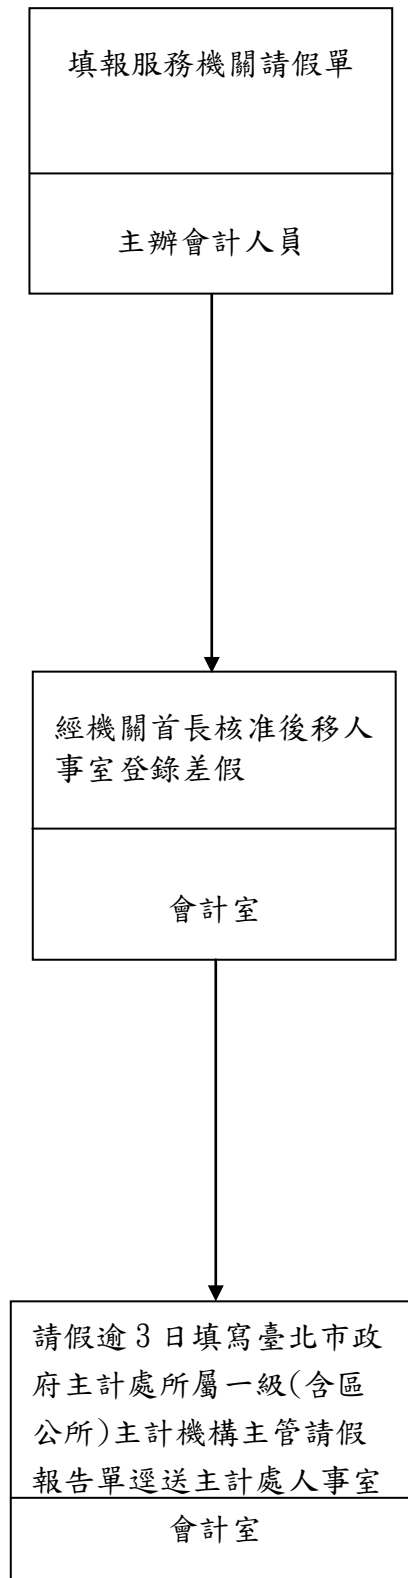 填報服務機關請假單
主辦會計人員
經機關首長核准後移人
事室登錄差假
會計室
請假逾3日填寫臺北市政
府主計處所屬一級(含區
公所)主計機構主管請假
報告單逕送主計處人事室
會計室